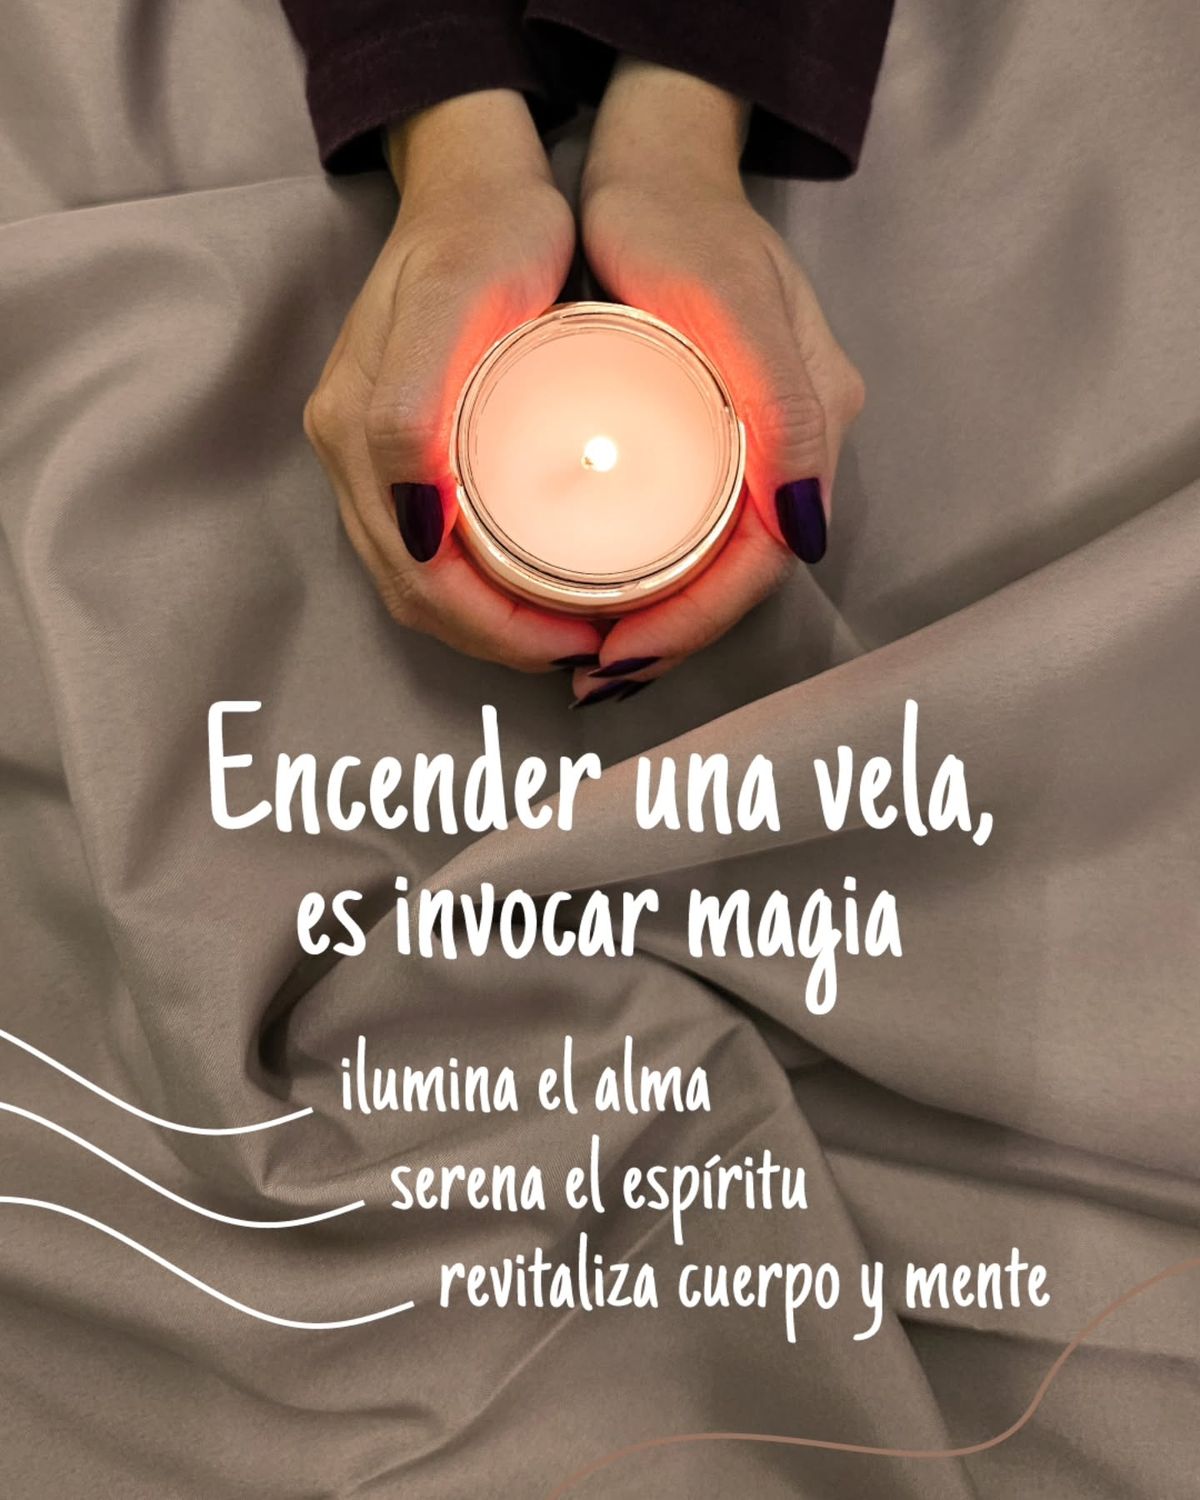 Encender una vela,
es invocar magia
ilumina el alma
serena el espíritu
revitaliza cuerpo y mente